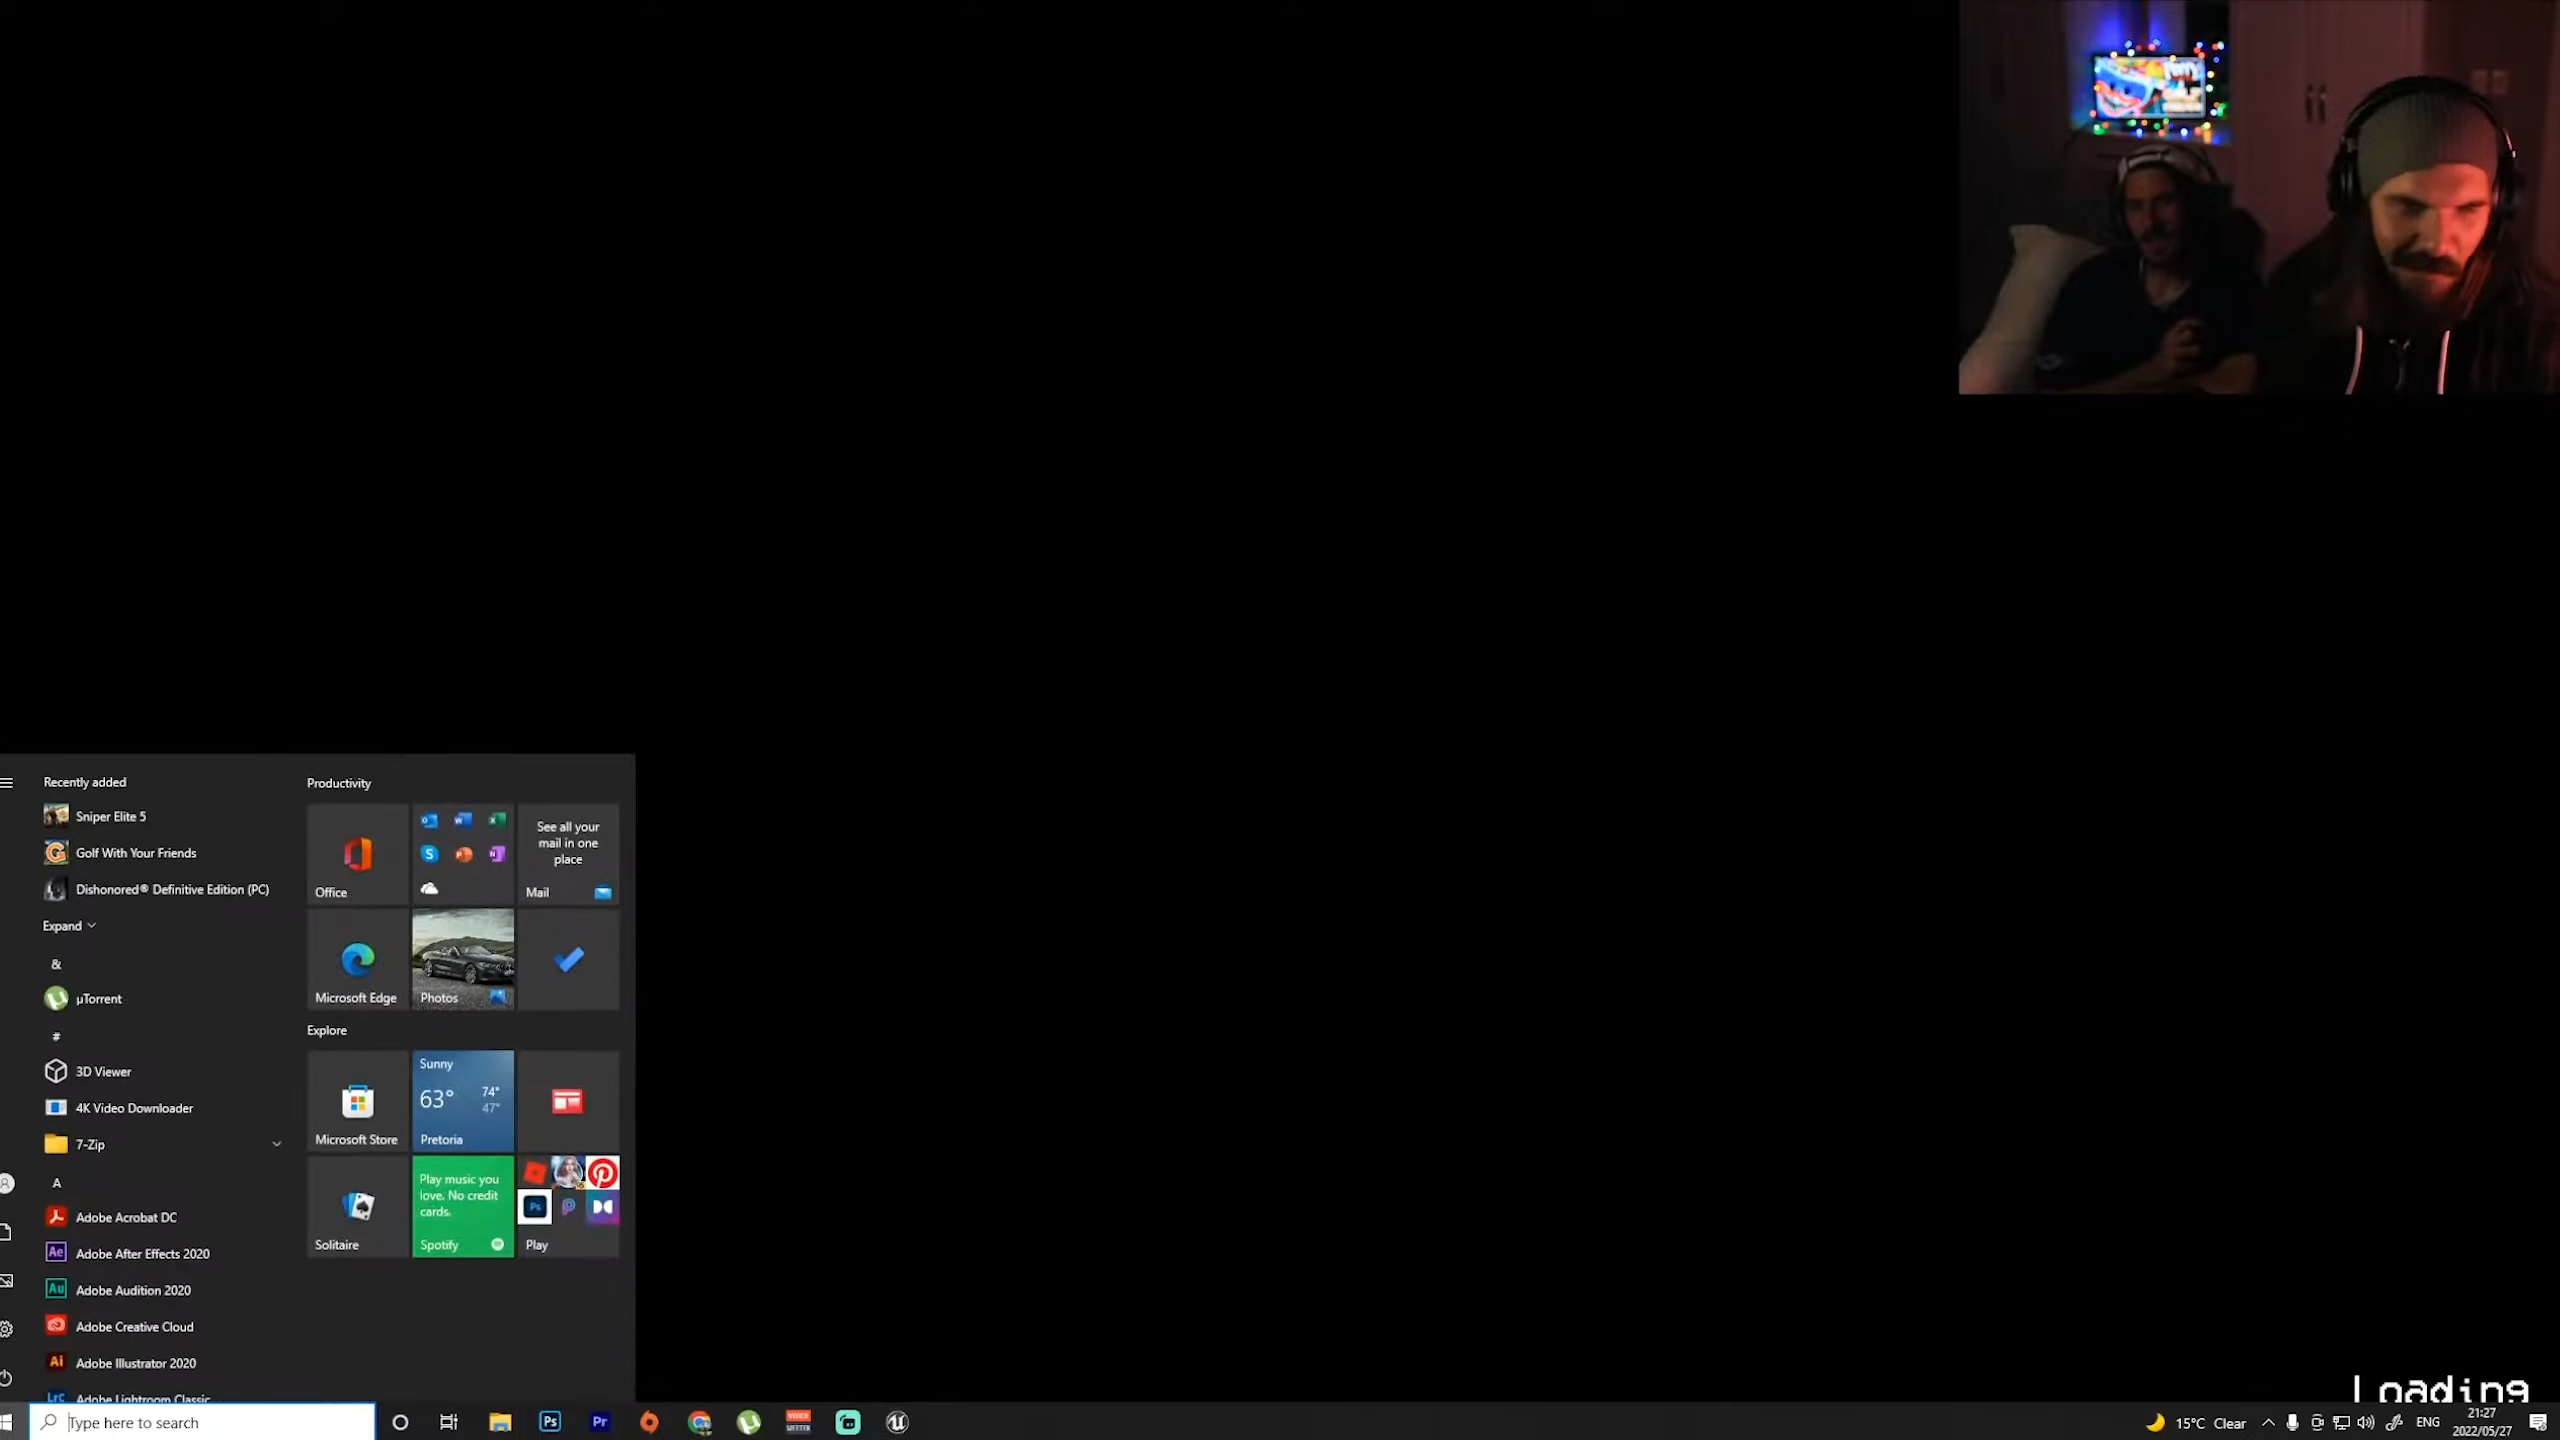 Recently added
Sniper Elite 5
Golf With Your Friends
Dishonored® Definitive Edition (PC)
Expand
&
µTorrent
#
3D Viewer
4K Video Downloader
7-Zip
A
Adobe Acrobat DC
Adobe After Effects 2020
Adobe Audition 2020
Adobe Creative Cloud
Adobe Illustrator 2020
Adobe Lightroom Classic
Productivity
Office
See all your
mail in one
place
Mail
Microsoft Edge
Photos
Explore
Microsoft Store
Sunny
63°
74°
47°
Pretoria
Solitaire
Play music you
love. No credit
cards.
Spotify
Play
Loading
Type here to search
15°C Clear
ENG
21:27
2022/05/27